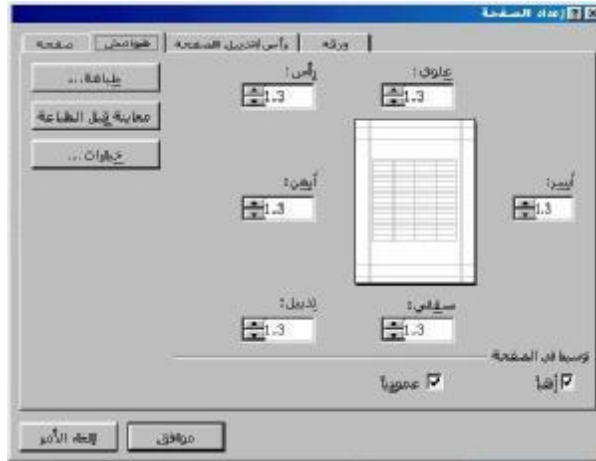 إعداد الصفحة
صفحة
هوامش
رأس/تذييل الصفحة
ورقة
طباعة...
معاينة قبل الطباعة
خيارات...
علوي:
1.3
رأس:
1.3
أيسر:
1.3
أيمن:
1.3
سفلي:
1.3
تذييل:
1.3
توسيط في الصفحة
أفقياً
عمودياً
موافق
إلغاء الأمر